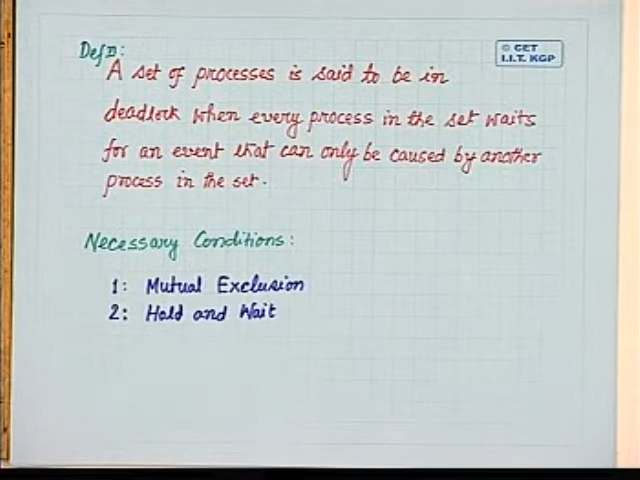 Defn:
© CET
I.I.T. KGP
A set of processes is said to be in
deadlock when every process in the set waits
for an event that can only be caused by another
process in the set.
Necessary Conditions:
1: Mutual Exclusion
2: Hold and Wait